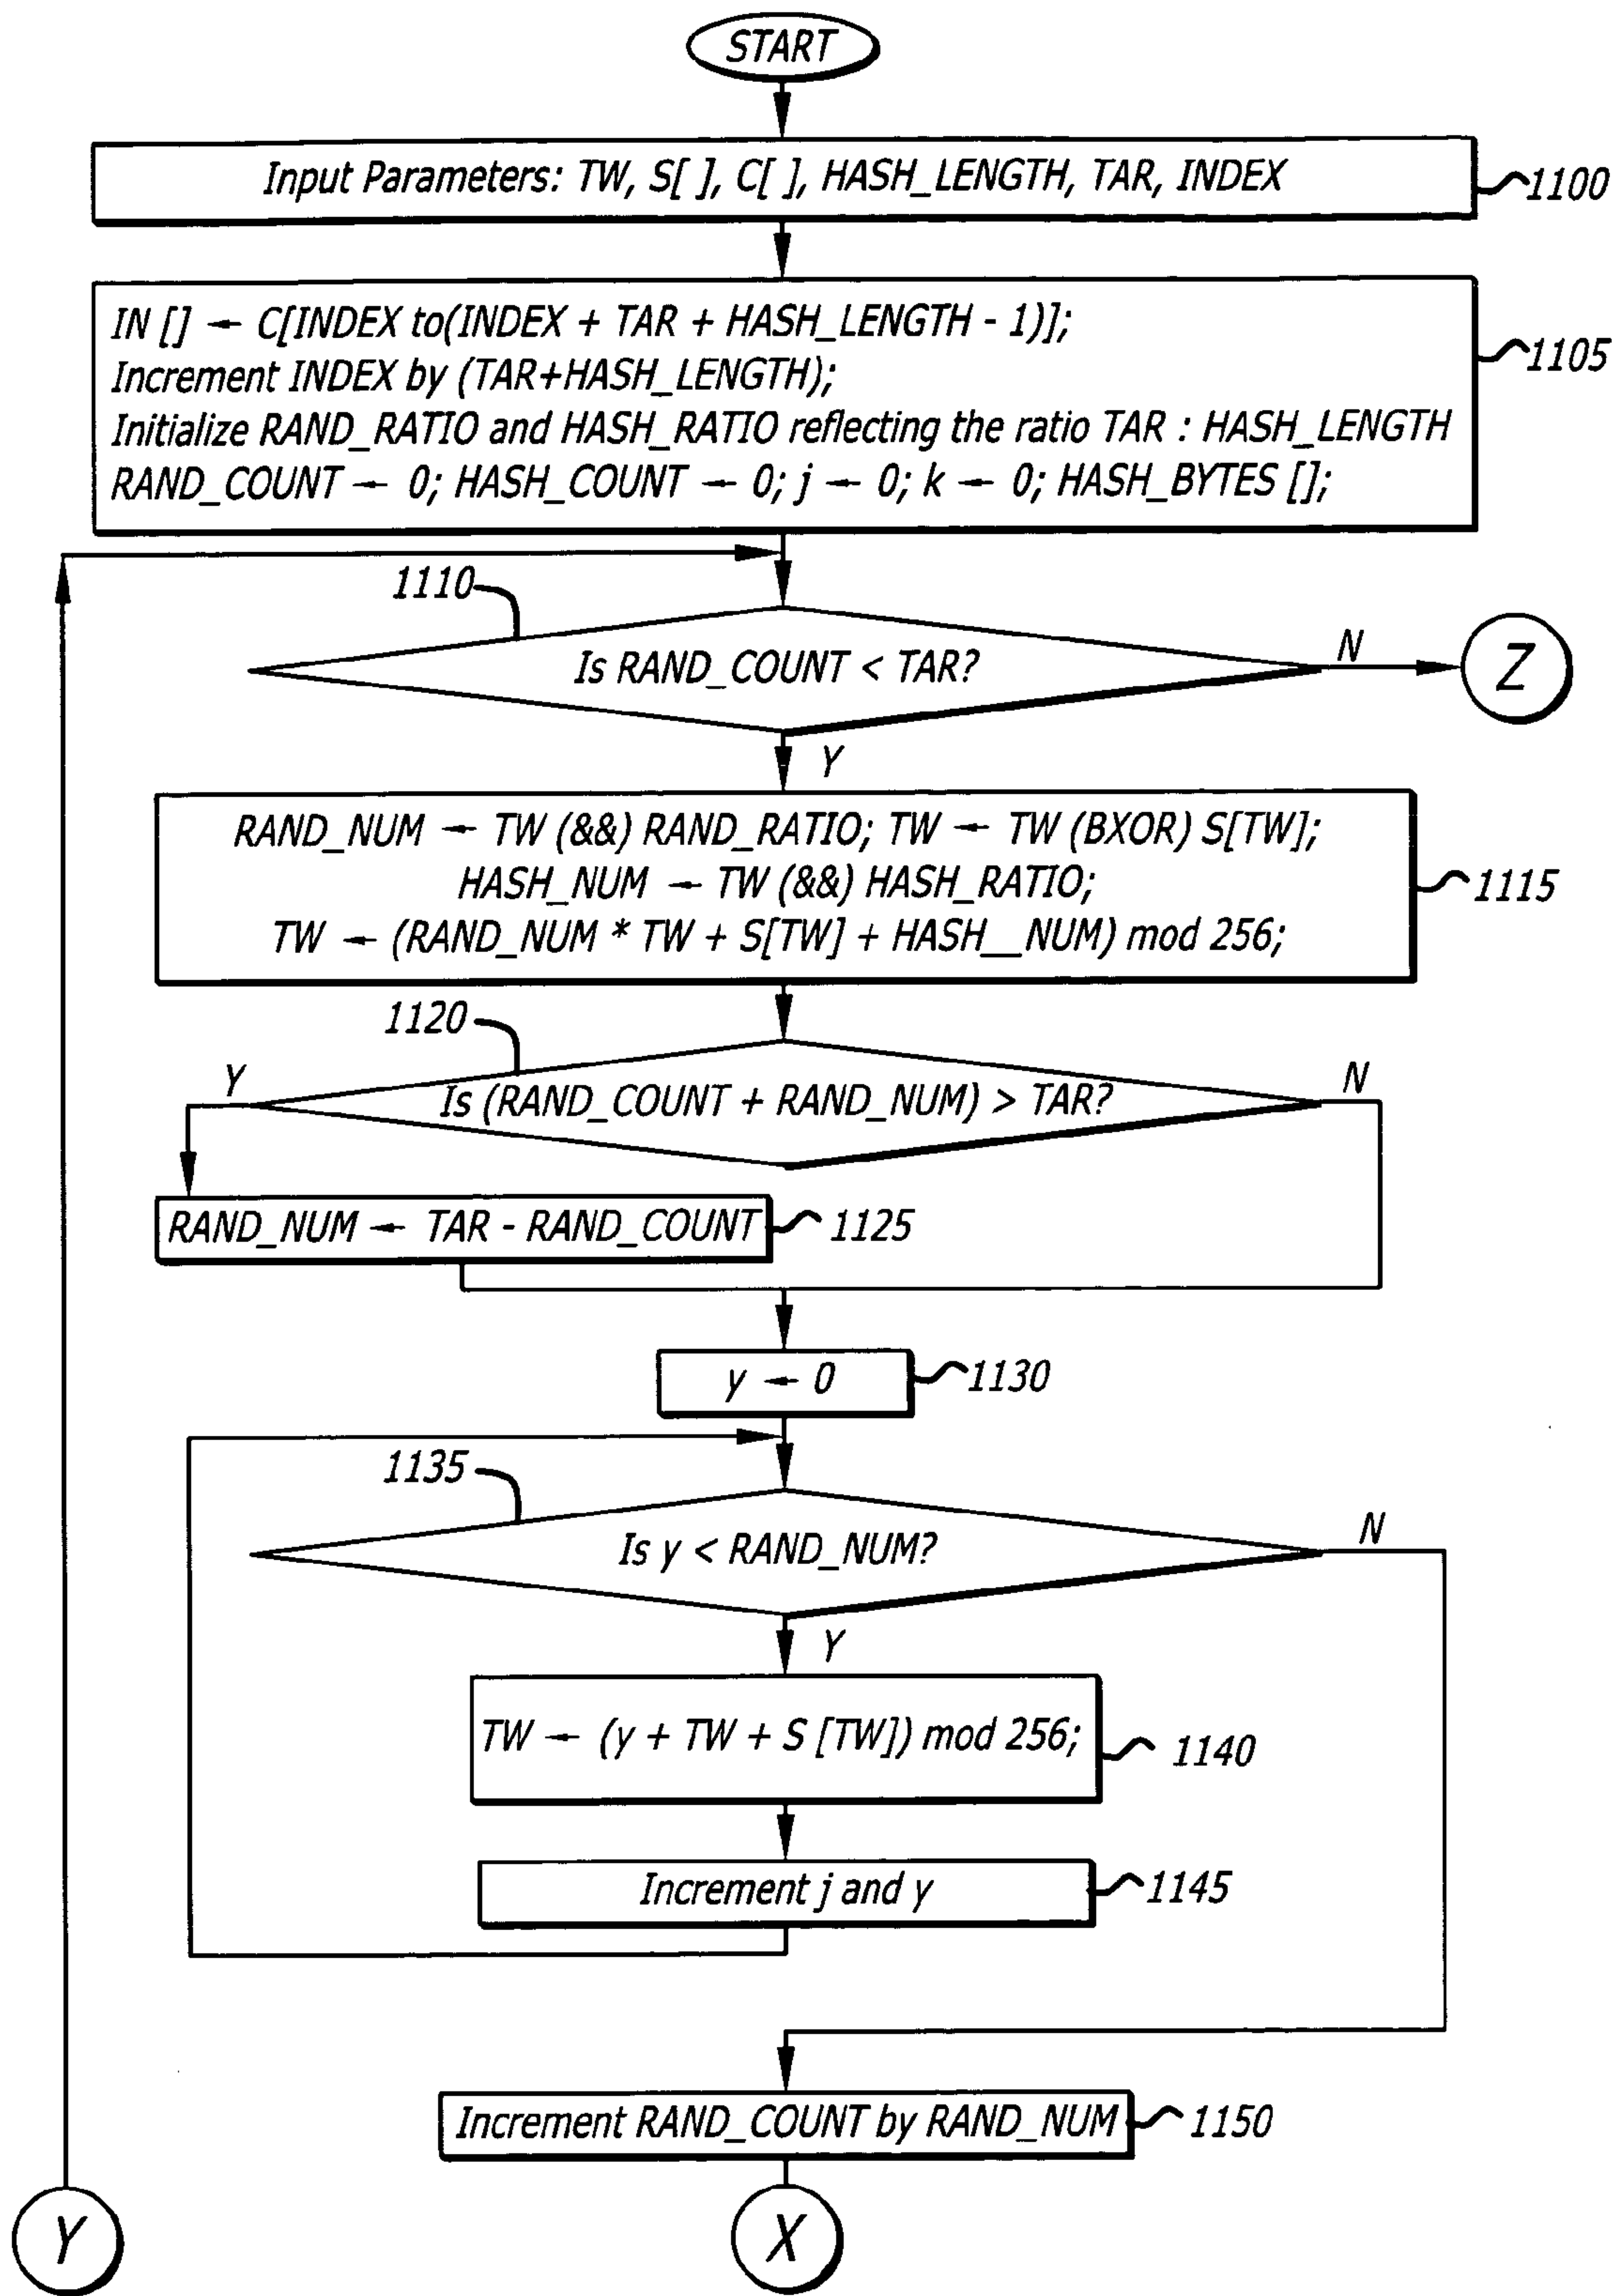 START
Input Parameters: TW, S[ ], C[ ], HASH_LENGTH, TAR, INDEX
1100
IN [] ← C[INDEX to(INDEX + TAR + HASH_LENGTH - 1)];
Increment INDEX by (TAR+HASH_LENGTH);
Initialize RAND_RATIO and HASH_RATIO reflecting the ratio TAR : HASH_LENGTH
RAND_COUNT ← 0; HASH_COUNT ← 0; j ← 0; k ← 0; HASH_BYTES [];
1105
1110
Is RAND_COUNT < TAR?
N
Z
Y
RAND_NUM ← TW (&&) RAND_RATIO; TW ← TW (BXOR) S[TW];
HASH_NUM ← TW (&&) HASH_RATIO;
TW ← (RAND_NUM * TW + S[TW] + HASH__NUM) mod 256;
1115
1120
Y
Is (RAND_COUNT + RAND_NUM) > TAR?
N
RAND_NUM ← TAR - RAND_COUNT
1125
y ← 0
1130
1135
Is y < RAND_NUM?
N
Y
TW ← (y + TW + S [TW]) mod 256;
1140
Increment j and y
1145
Increment RAND_COUNT by RAND_NUM
1150
Y
X